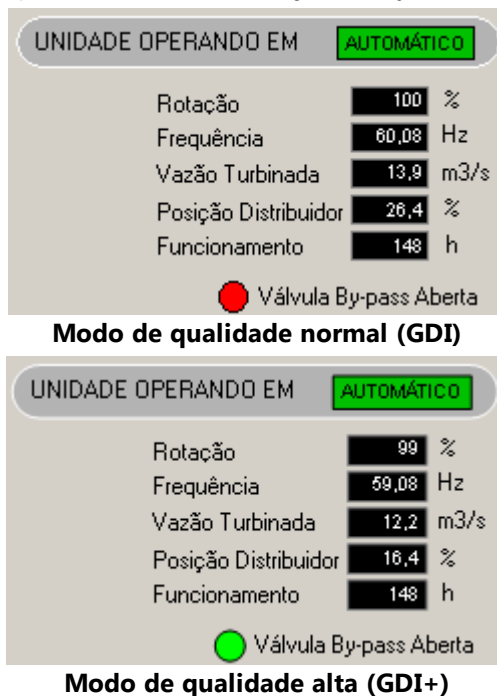 UNIDADE OPERANDO EM AUTOMÁTICO
Rotação 100 %
Frequência 60,08 Hz
Vazão Turbinada 13,9 m3/s
Posição Distribuidor 26,4 %
Funcionamento 148 h
Válvula By-pass Aberta
Modo de qualidade normal (GDI)
UNIDADE OPERANDO EM AUTOMÁTICO
Rotação 99 %
Frequência 59,08 Hz
Vazão Turbinada 12,2 m3/s
Posição Distribuidor 16,4 %
Funcionamento 148 h
Válvula By-pass Aberta
Modo de qualidade alta (GDI+)